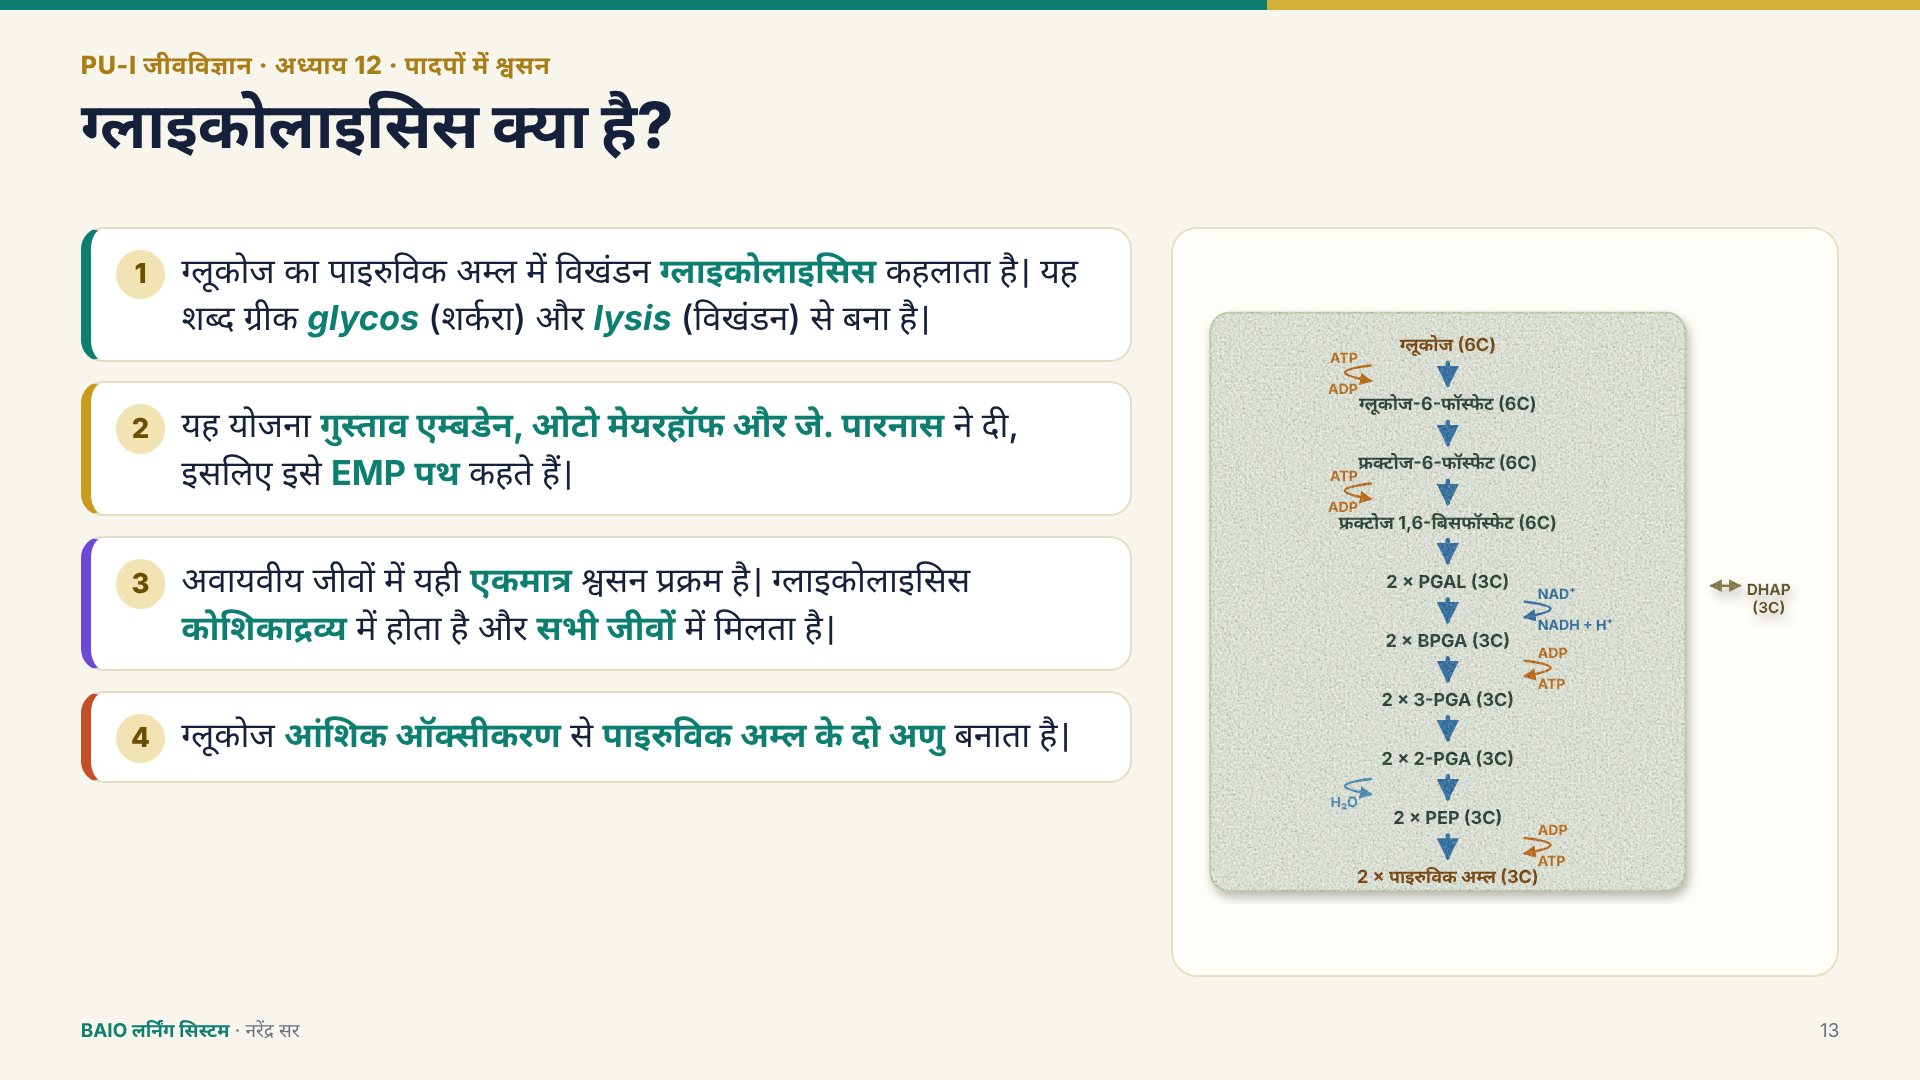 PU-I जीवविज्ञान · अध्याय 12 · पादपों में श्वसन
ग्लाइकोलाइसिस क्या है?
1
ग्लूकोज का पाइरुविक अम्ल में विखंडन ग्लाइकोलाइसिस कहलाता है| यह
शब्द ग्रीक glycos (शर्करा) और lysis (विखंडन) से बना है|
2
यह योजना गुस्ताव एम्बडेन, ओटो मेयरहॉफ और जे. पारनास ने दी,
इसलिए इसे EMP पथ कहते हैं|
3
अवायवीय जीवों में यही एकमात्र श्वसन प्रक्रम है| ग्लाइकोलाइसिस
कोशिकाद्रव्य में होता है और सभी जीवों में मिलता है|
4
ग्लूकोज आंशिक ऑक्सीकरण से पाइरुविक अम्ल के दो अणु बनाता है|
ग्लूकोज (6C)
ATP
ADP
ग्लूकोज-6-फॉस्फेट (6C)
फ्रक्टोज-6-फॉस्फेट (6C)
ATP
ADP
फ्रक्टोज 1,6-बिसफॉस्फेट (6C)
2 × PGAL (3C)
DHAP
(3C)
NAD⁺
NADH + H⁺
2 × BPGA (3C)
ADP
ATP
2 × 3-PGA (3C)
2 × 2-PGA (3C)
H₂O
2 × PEP (3C)
ADP
ATP
2 × पाइरुविक अम्ल (3C)
BAIO लर्निंग सिस्टम · नरेंद्र सर
13